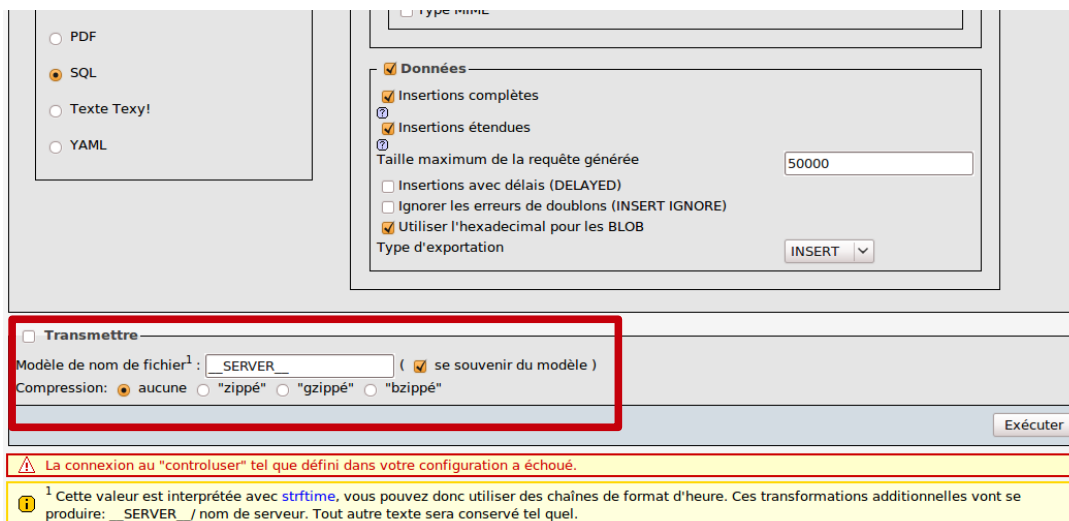 Type MIME
PDF
SQL
Texte Texy!
YAML
Données
Insertions complètes
Insertions étendues
Taille maximum de la requête générée
50000
Insertions avec délais (DELAYED)
Ignorer les erreurs de doublons (INSERT IGNORE)
Utiliser l'hexadecimal pour les BLOB
Type d'exportation
INSERT
Transmettre
Modèle de nom de fichier1 : __SERVER__ ( se souvenir du modèle )
Compression: aucune "zippé" "gzippé" "bzippé"
Exécuter
La connexion au "controluser" tel que défini dans votre configuration a échoué.
1 Cette valeur est interprétée avec strftime, vous pouvez donc utiliser des chaînes de format d'heure. Ces transformations additionnelles vont se
produire: __SERVER__/ nom de serveur. Tout autre texte sera conservé tel quel.